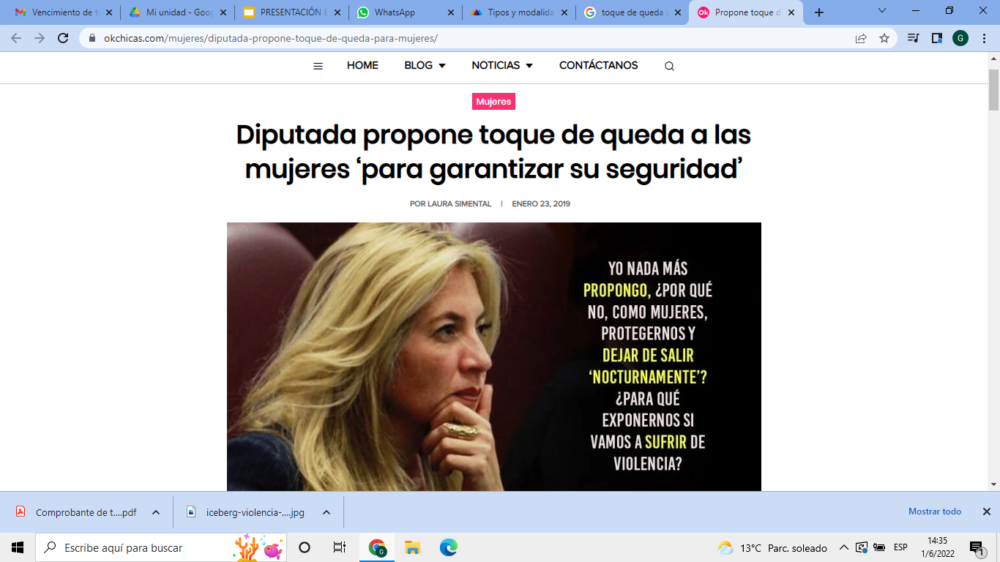 Vencimiento de t
Mi unidad - Goog
PRESENTACIÓN E
WhatsApp
Tipos y modalida
toque de queda p
Propone toque d
okchicas.com/mujeres/diputada-propone-toque-de-queda-para-mujeres/
G
HOME
BLOG
NOTICIAS
CONTÁCTANOS
Mujeres
Diputada propone toque de queda a las
mujeres ‘para garantizar su seguridad’
POR LAURA SIMENTAL | ENERO 23, 2019
YO NADA MÁS
PROPONGO, ¿POR QUÉ
NO, COMO MUJERES,
PROTEGERNOS Y
DEJAR DE SALIR
‘NOCTURNAMENTE’?
¿PARA QUÉ
EXPONERNOS SI
VAMOS A SUFRIR DE
VIOLENCIA?
Comprobante de t....pdf
iceberg-violencia-....jpg
Mostrar todo
Escribe aquí para buscar
G
13°C Parc. soleado
ESP
14:35
1/6/2022
1